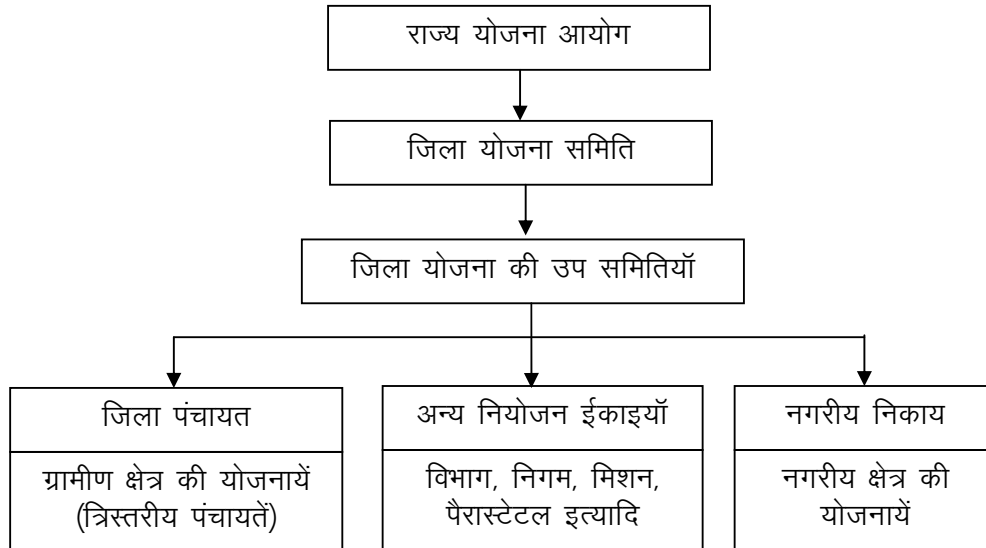 राज्य योजना आयोग
जिला योजना समिति
जिला योजना की उप समितियॉ
जिला पंचायत
ग्रामीण क्षेत्र की योजनायें
(त्रिस्तरीय पंचायतें)
अन्य नियोजन ईकाइयॉ
विभाग, निगम, मिशन,
पैरास्टेटल इत्यादि
नगरीय निकाय
नगरीय क्षेत्र की
योजनायें